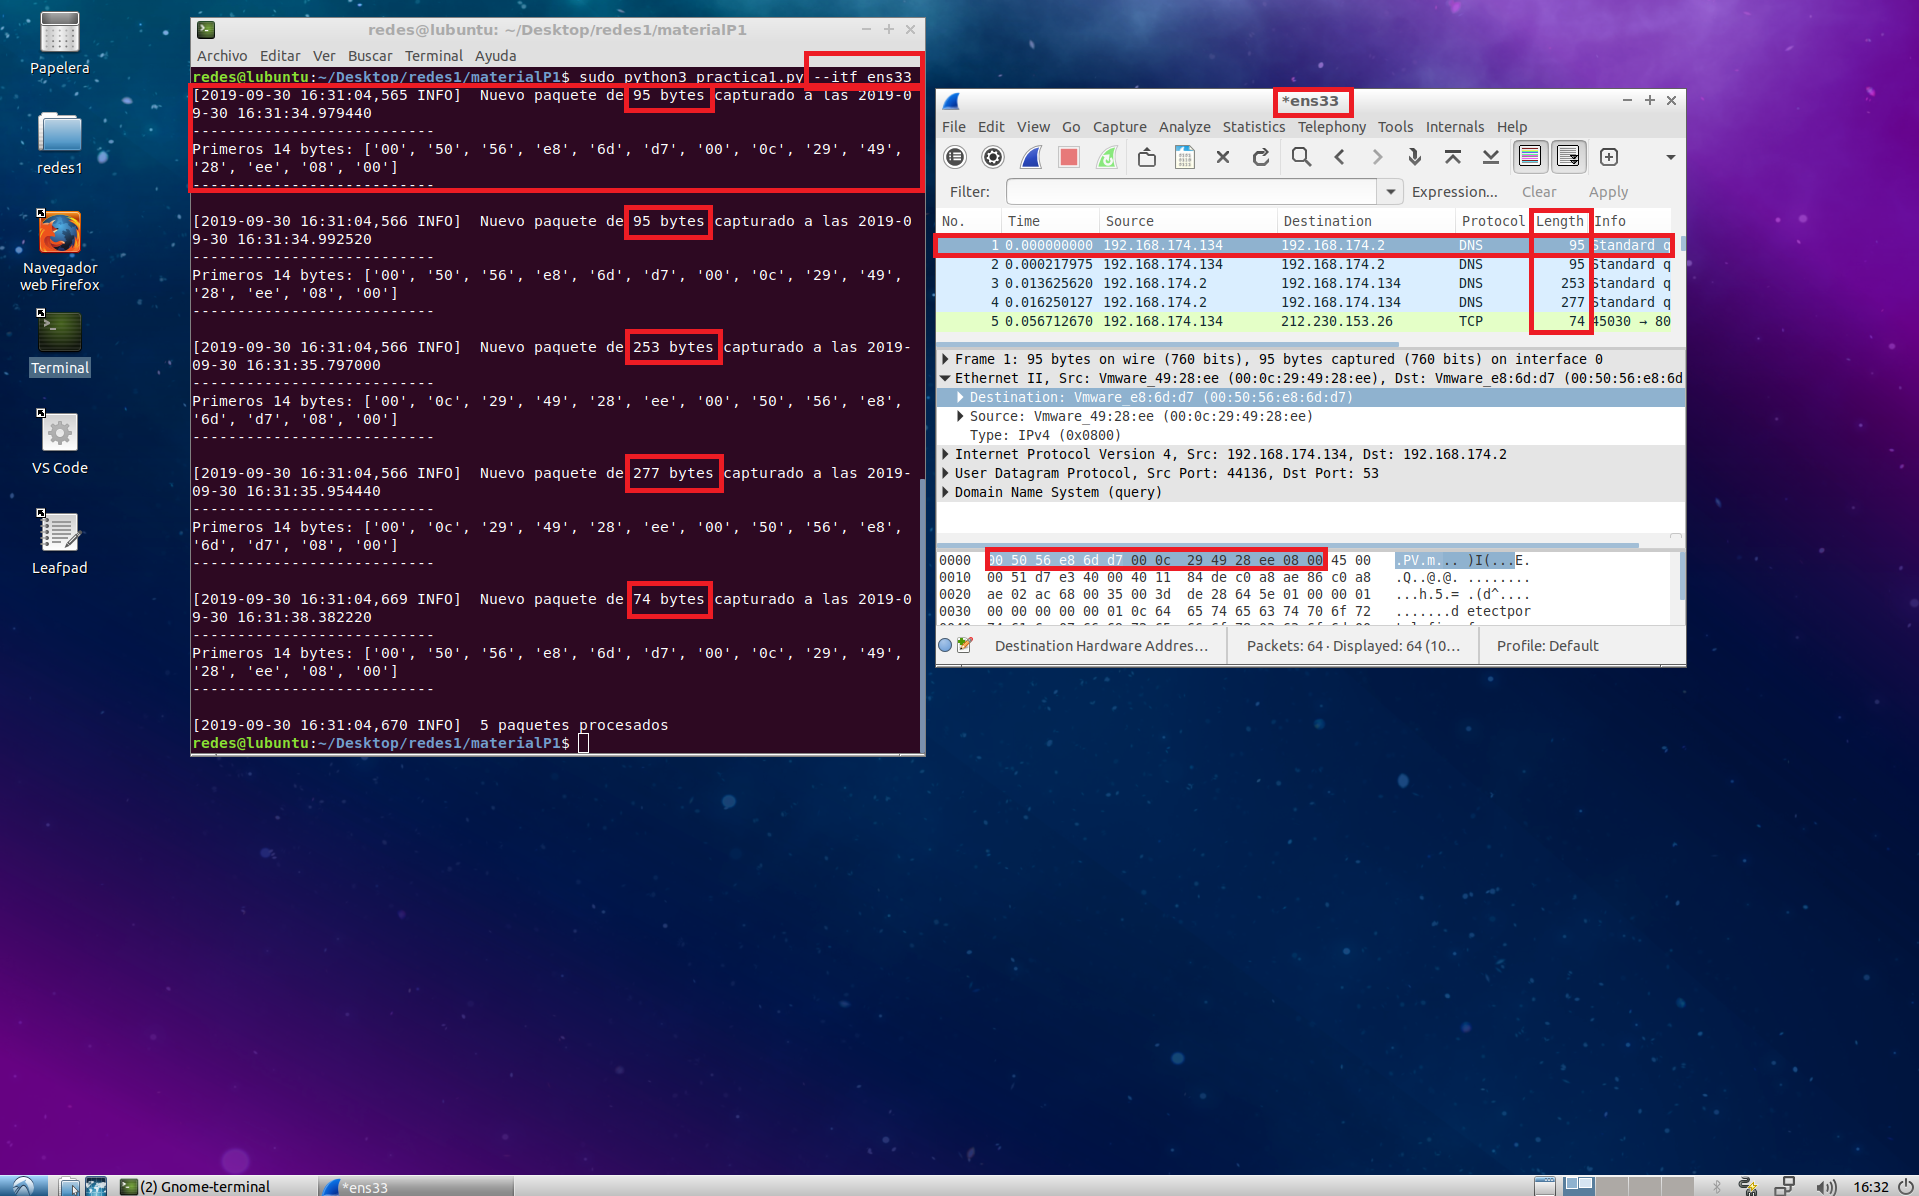 Papelera
redes1
Navegador
web Firefox
Terminal
VS Code
Leafpad
redes@lubuntu: ~/Desktop/redes1/materialP1
Archivo Editar Ver Buscar Terminal Ayuda
redes@lubuntu:~/Desktop/redes1/materialP1$ sudo python3 practica1.py --itf ens33
[2019-09-30 16:31:04,565 INFO]  Nuevo paquete de 95 bytes capturado a las 2019-0
9-30 16:31:34.979440
---------------------------
Primeros 14 bytes: ['00', '50', '56', 'e8', '6d', 'd7', '00', '0c', '29', '49',
'28', 'ee', '08', '00']
---------------------------
[2019-09-30 16:31:04,566 INFO]  Nuevo paquete de 95 bytes capturado a las 2019-0
9-30 16:31:34.992520
---------------------------
Primeros 14 bytes: ['00', '50', '56', 'e8', '6d', 'd7', '00', '0c', '29', '49',
'28', 'ee', '08', '00']
---------------------------
[2019-09-30 16:31:04,566 INFO]  Nuevo paquete de 253 bytes capturado a las 2019-
09-30 16:31:35.797000
---------------------------
Primeros 14 bytes: ['00', '0c', '29', '49', '28', 'ee', '00', '50', '56', 'e8',
'6d', 'd7', '08', '00']
---------------------------
[2019-09-30 16:31:04,566 INFO]  Nuevo paquete de 277 bytes capturado a las 2019-
09-30 16:31:35.954440
---------------------------
Primeros 14 bytes: ['00', '0c', '29', '49', '28', 'ee', '00', '50', '56', 'e8',
'6d', 'd7', '08', '00']
---------------------------
[2019-09-30 16:31:04,669 INFO]  Nuevo paquete de 74 bytes capturado a las 2019-0
9-30 16:31:38.382220
---------------------------
Primeros 14 bytes: ['00', '50', '56', 'e8', '6d', 'd7', '00', '0c', '29', '49',
'28', 'ee', '08', '00']
---------------------------
[2019-09-30 16:31:04,670 INFO]  5 paquetes procesados
redes@lubuntu:~/Desktop/redes1/materialP1$
*ens33
File Edit View Go Capture Analyze Statistics Telephony Tools Internals Help
Filter: Expression... Clear Apply
No. Time Source Destination Protocol Length Info
1 0.000000000 192.168.174.134 192.168.174.2 DNS 95 Standard q
2 0.000217975 192.168.174.134 192.168.174.2 DNS 95 Standard q
3 0.013625620 192.168.174.2 192.168.174.134 DNS 253 Standard q
4 0.016250127 192.168.174.2 192.168.174.134 DNS 277 Standard q
5 0.056712670 192.168.174.134 212.230.153.26 TCP 74 45030 → 80
Frame 1: 95 bytes on wire (760 bits), 95 bytes captured (760 bits) on interface 0
Ethernet II, Src: Vmware_49:28:ee (00:0c:29:49:28:ee), Dst: Vmware_e8:6d:d7 (00:50:56:e8:6d
Destination: Vmware_e8:6d:d7 (00:50:56:e8:6d:d7)
Source: Vmware_49:28:ee (00:0c:29:49:28:ee)
Type: IPv4 (0x0800)
Internet Protocol Version 4, Src: 192.168.174.134, Dst: 192.168.174.2
User Datagram Protocol, Src Port: 44136, Dst Port: 53
Domain Name System (query)
0000 00 50 56 e8 6d d7 00 0c 29 49 28 ee 08 00 45 00 .PV.m... )I(...E.
0010 00 51 d7 e3 40 00 40 11 84 de c0 a8 ae 86 c0 a8 .Q..@.@. ........
0020 ae 02 ac 68 00 35 00 3d de 28 64 5e 01 00 00 01 ...h.5.= .(d^....
0030 00 00 00 00 00 01 0c 64 65 74 65 63 74 70 6f 72 .......d etectpor
Destination Hardware Addres... Packets: 64 · Displayed: 64 (10... Profile: Default
(2) Gnome-terminal
*ens33
16:32